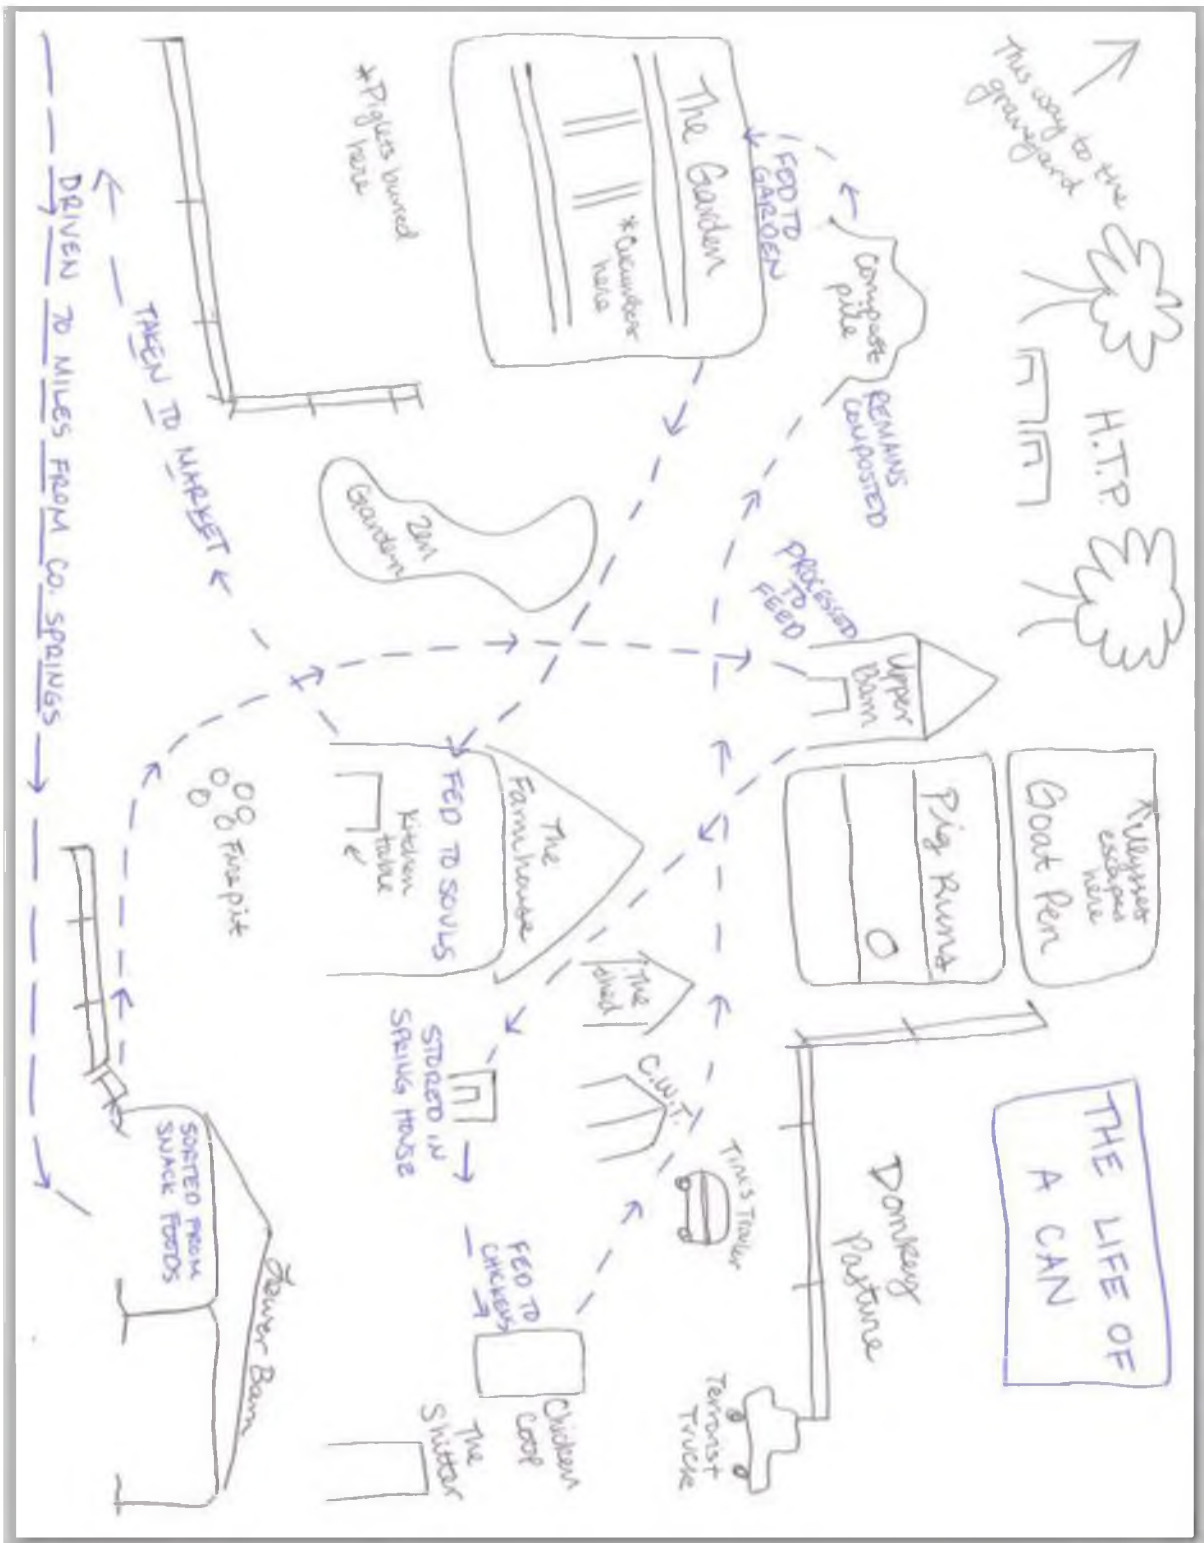 This way to the
graveyard
H.T.P.
*Ulysses
escapes
here
Goat Pen
THE LIFE OF
A CAN
Pig Runs
Donkey
Pasture
Compost
pile
REMAINS
COMPOSTED
Upper
Barn
PROCESSED
TO
FEED
FED TO
GARDEN
The Garden
*Cucumbers
here
Tim's Trailer
Terrorist
Truck
C.W.T.
The
Shed
The
Farmhouse
FED TO SOULS
Kitchen
table
Chicken
Coop
FED TO
CHICKENS
The
Shitter
STORED IN
SPRING HOUSE
*Piglets buried
here
Zen
Garden
Firepit
TAKEN TO MARKET
Lower Barn
SORTED FROM
SNACK FOODS
DRIVEN 70 MILES FROM CO. SPRINGS